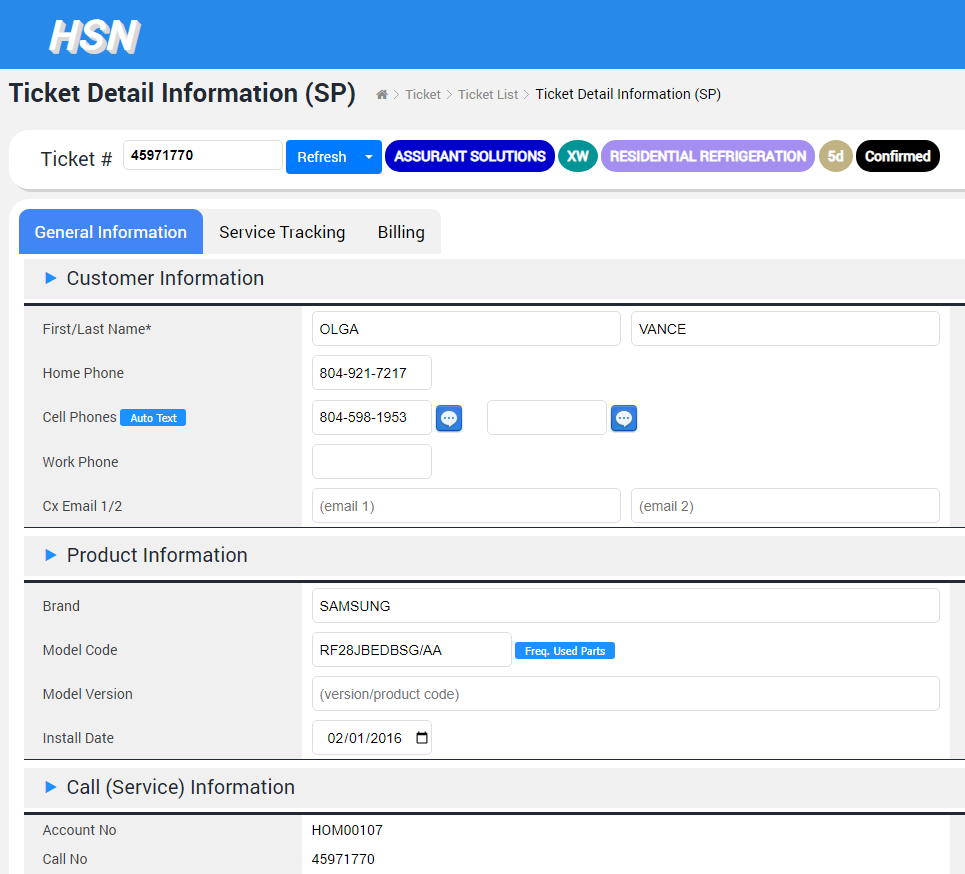 HSN
Ticket Detail Information (SP) Ticket Ticket List Ticket Detail Information (SP)
Ticket # 45971770 Refresh ASSURANT SOLUTIONS XW RESIDENTIAL REFRIGERATION 5d Confirmed
General Information Service Tracking Billing
Customer Information
First/Last Name* OLGA VANCE
Home Phone 804-921-7217
Cell Phones Auto Text 804-598-1953
Work Phone
Cx Email 1/2 (email 1) (email 2)
Product Information
Brand SAMSUNG
Model Code RF28JBEDBSG/AA Freq. Used Parts
Model Version (version/product code)
Install Date 02/01/2016
Call (Service) Information
Account No HOM00107
Call No 45971770